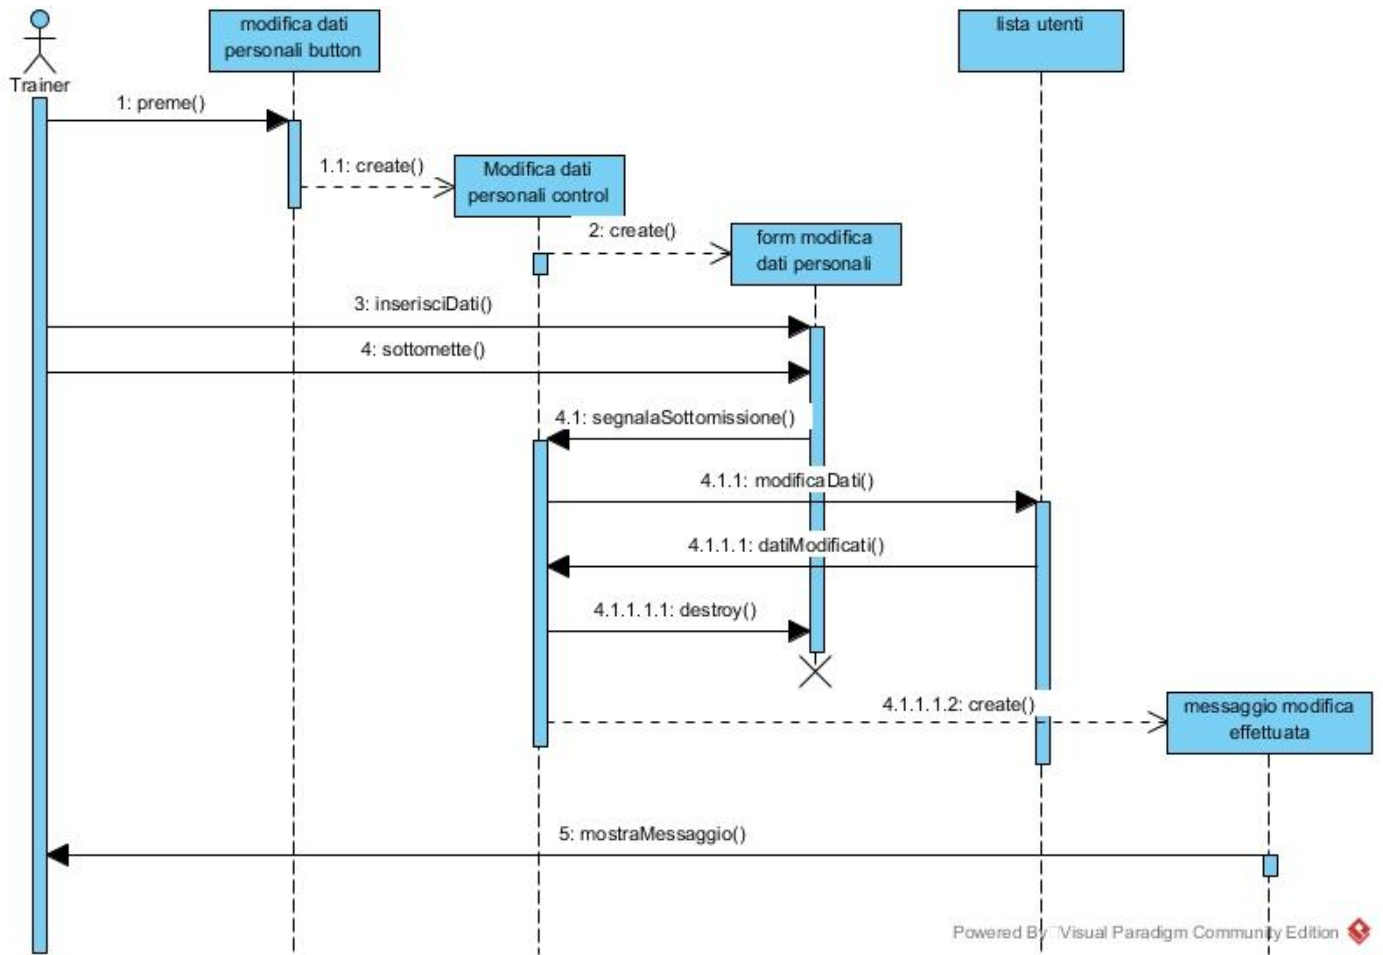 modifica dati
personali button
lista utenti
Trainer
1: preme()
1.1: create()
Modifica dati
personali control
2: create()
form modifica
dati personali
3: inserisciDati()
4: sottomette()
4.1: segnalaSottomissione()
4.1.1: modificaDati()
4.1.1.1: datiModificati()
4.1.1.1.1: destroy()
4.1.1.1.2: create()
messaggio modifica
effettuata
5: mostraMessaggio()
Powered By Visual Paradigm Community Edition